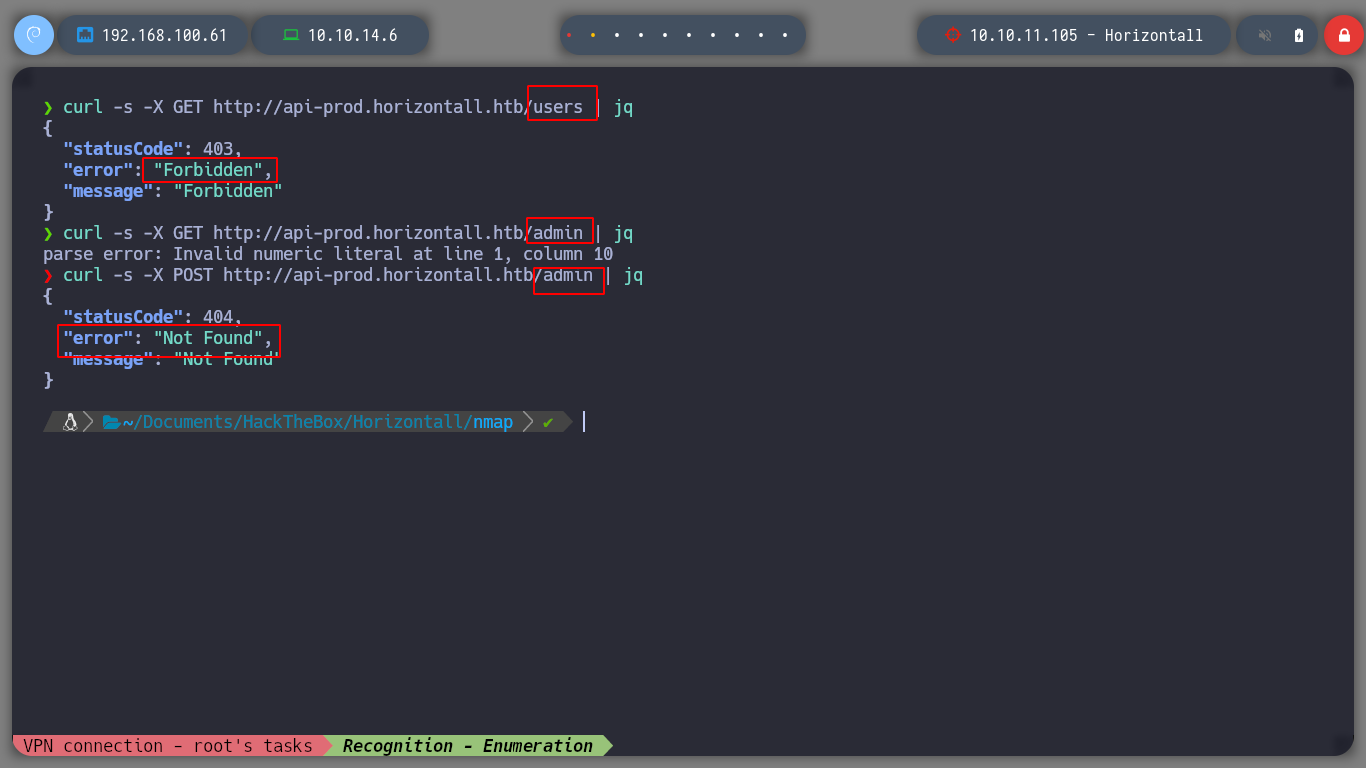 192.168.100.61 10.10.14.6 10.10.11.105 - Horizontall
❯ curl -s -X GET http://api-prod.horizontall.htb/users | jq
{
"statusCode": 403,
"error": "Forbidden",
"message": "Forbidden"
}
❯ curl -s -X GET http://api-prod.horizontall.htb/admin | jq
parse error: Invalid numeric literal at line 1, column 10
❯ curl -s -X POST http://api-prod.horizontall.htb/admin | jq
{
"statusCode": 404,
"error": "Not Found",
"message": "Not Found"
}
~/Documents/HackTheBox/Horizontall/nmap ✔
VPN connection - root's tasks Recognition - Enumeration